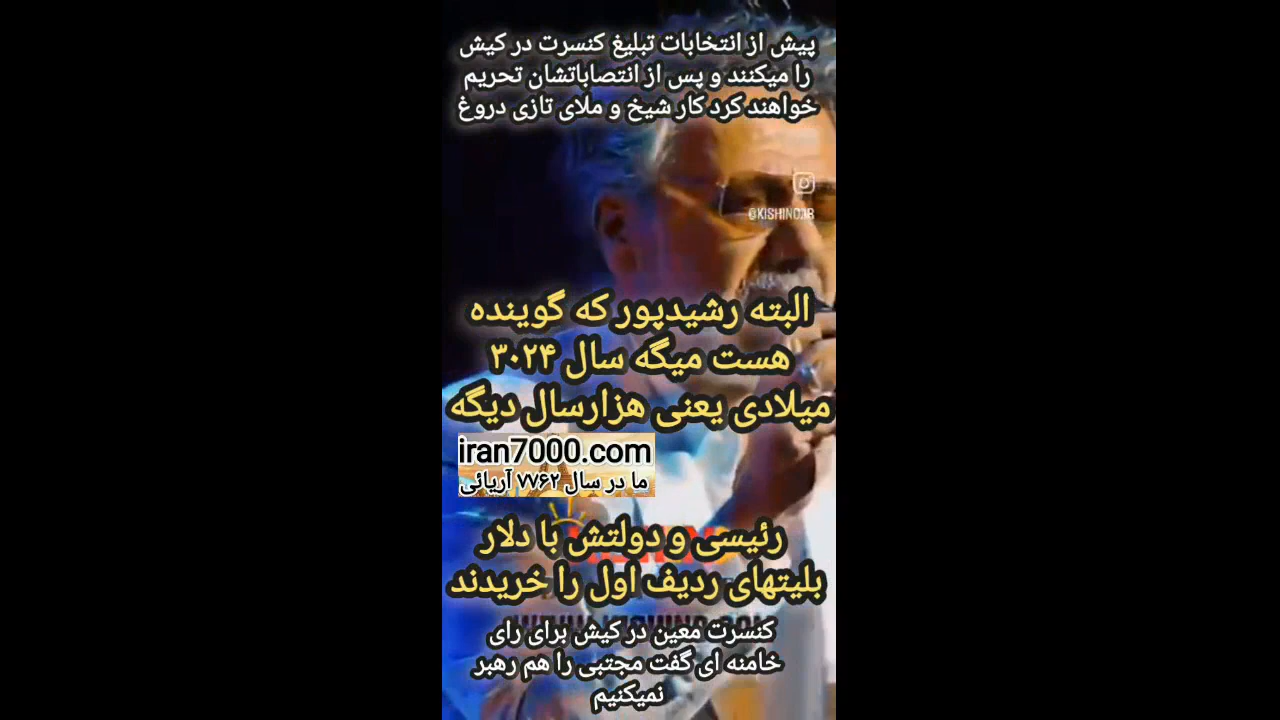 پیش از انتخابات تبلیغ کنسرت در کیش
را میکنند و پس از انتصاباتشان تحریم
خواهند کرد کار شیخ و ملای تازی دروغ
@KISHINO.IR
البته رشیدپور که گوینده
هست میگه سال ۳۰۲۴
میلادی یعنی هزارسال دیگه
iran7000.com
ما در سال ۷۷۶۲ آریائی
رئیسی و دولتش با دلار
بلیتهای ردیف اول را خریدند
کنسرت معین در کیش برای رای
خامنه ای گفت مجتبی را هم رهبر
نمیکنیم